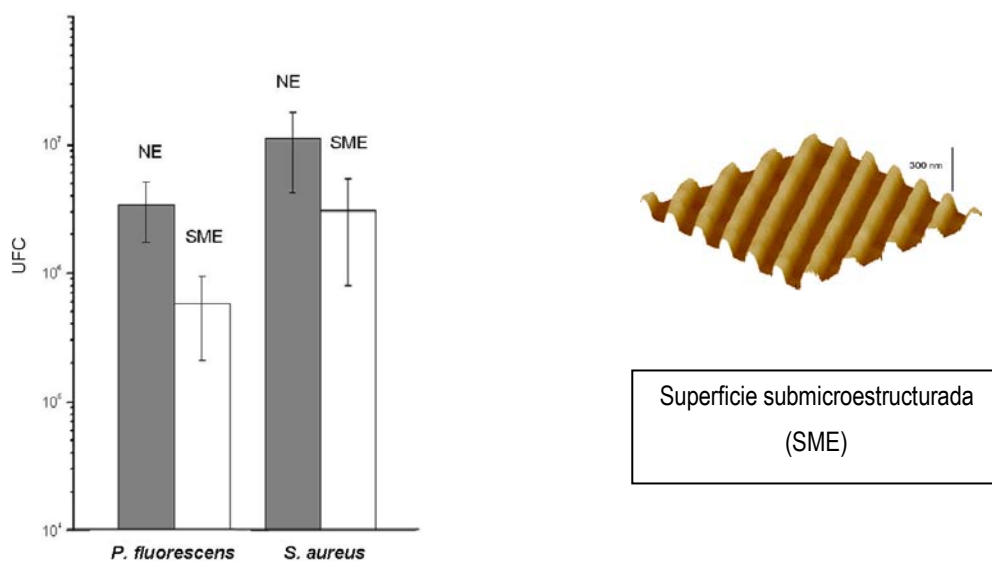 NE
SME
NE
SME
UFC
10⁷
10⁶
10⁵
10⁴
P. fluorescens
S. aureus
300 nm
Superficie submicroestructurada
(SME)